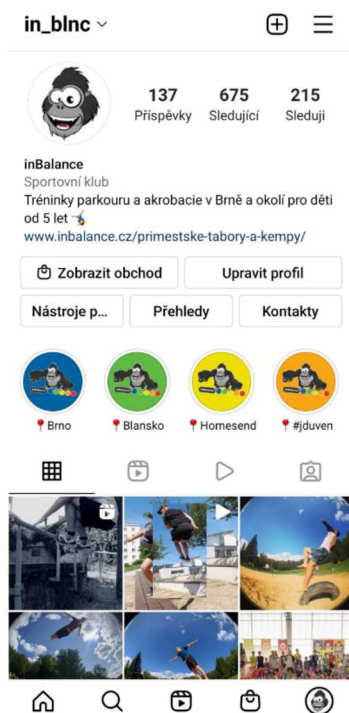 in_blnc
137 675 215
Příspěvky Sledující Sleduji
inBalance
Sportovní klub
Tréninky parkouru a akrobacie v Brně a okolí pro děti
od 5 let
www.inbalance.cz/primestske-tabory-a-kempy/
Zobrazit obchod Upravit profil
Nástroje p... Přehledy Kontakty
Brno Blansko Homesend #jduven